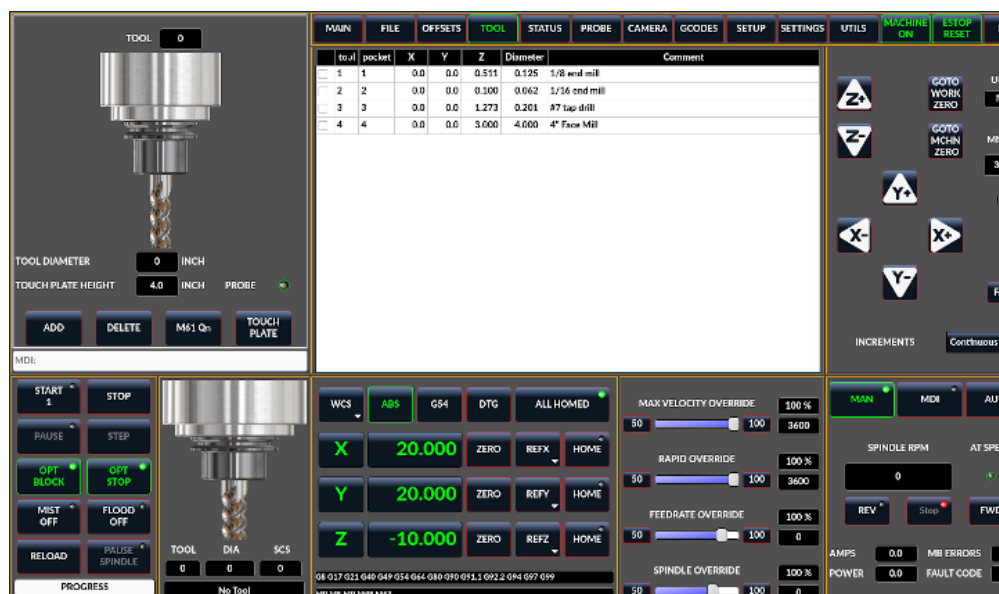 MAIN FILE OFFSETS TOOL STATUS PROBE CAMERA GCODES SETUP SETTINGS UTILS MACHINE ON ESTOP RESET
TOOL 0
tool pocket X Y Z Diameter Comment
1 1 0.0 0.0 0.511 0.125 1/8 end mill
2 2 0.0 0.0 0.100 0.062 1/16 end mill
3 3 0.0 0.0 1.273 0.201 #7 tap drill
4 4 0.0 0.0 3.000 4.000 4" Face Mill
TOOL DIAMETER 0 INCH
TOUCH PLATE HEIGHT 4.0 INCH PROBE
ADD DELETE M61 Qn TOUCH PLATE
MDI:
Z+ GOTO WORK ZERO
Z- GOTO MCHN ZERO
Y+
X- X+
Y-
INCREMENTS Continuous
START 1 STOP
PAUSE STEP
OPT BLOCK OPT STOP
MIST OFF FLOOD OFF
RELOAD PAUSE SPINDLE
PROGRESS
TOOL DIA SCS
0 0 0
No Tool
WCS ABS G54 DTG ALL HOMED
X 20.000 ZERO REFX HOME
Y 20.000 ZERO REFY HOME
Z -10.000 ZERO REFZ HOME
G8 G17 G21 G40 G49 G54 G64 G80 G90 G91.1 G92.2 G94 G97 G99
MAX VELOCITY OVERRIDE 100 %
50 100 3600
RAPID OVERRIDE 100 %
50 100 3600
FEEDRATE OVERRIDE 100 %
50 100 0
SPINDLE OVERRIDE 100 %
50 100 0
MAN MDI
SPINDLE RPM
0
REV Stop FWD
AMPS 0.0 MB ERRORS
POWER 0.0 FAULT CODE